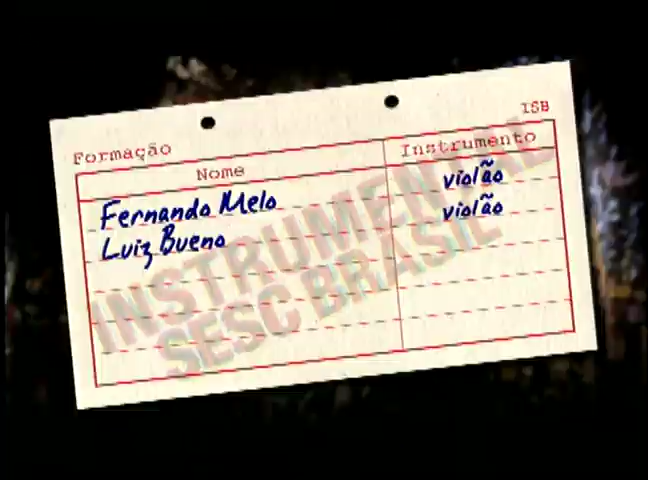 ISB
Formação
Nome Instrumento
Fernando Melo violão
Luiz Bueno violão
INSTRUMENTAL
SESC BRASIL